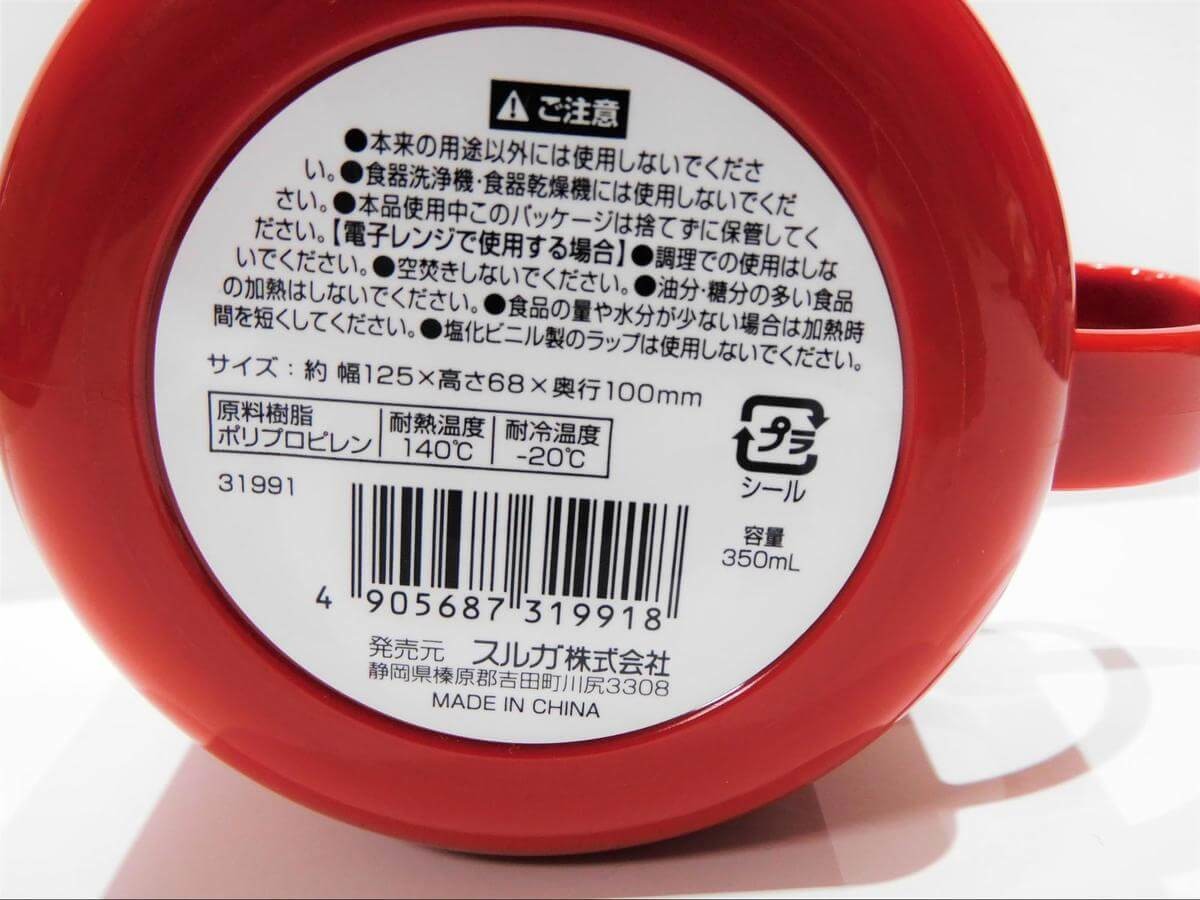 ⚠ ご注意
●本来の用途以外には使用しないでくださ
い。●食器洗浄機・食器乾燥機には使用しないでくだ
さい。●本品使用中このパッケージは捨てずに保管してく
ださい。【電子レンジで使用する場合】●調理での使用はしな
いでください。●空焚きしないでください。●油分・糖分の多い食品
の加熱はしないでください。●食品の量や水分が少ない場合は加熱時
間を短くしてください。●塩化ビニル製のラップは使用しないでください。
サイズ：約 幅125×高さ68×奥行100mm
原料樹脂 耐熱温度 耐冷温度
ポリプロピレン 140℃ -20℃
プラ
シール
31991
容量
350mL
4 905687 319918
発売元 スルガ株式会社
静岡県榛原郡吉田町川尻3308
MADE IN CHINA